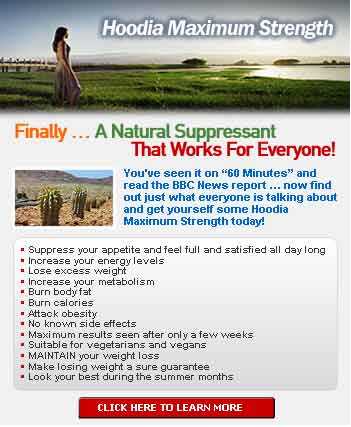 Hoodia Maximum Strength
Finally ... A Natural Suppressant
That Works For Everyone!
You've seen it on "60 Minutes" and
read the BBC News report ... now find
out just what everyone is talking about
and get yourself some Hoodia
Maximum Strength today!
Suppress your appetite and feel full and satisfied all day long
Increase your energy levels
Lose excess weight
Increase your metabolism
Burn body fat
Burn calories
Attack obesity
No known side effects
Maximum results seen after only a few weeks
Suitable for vegetarians and vegans
MAINTAIN your weight loss
Make losing weight a sure guarantee
Look your best during the summer months
CLICK HERE TO LEARN MORE